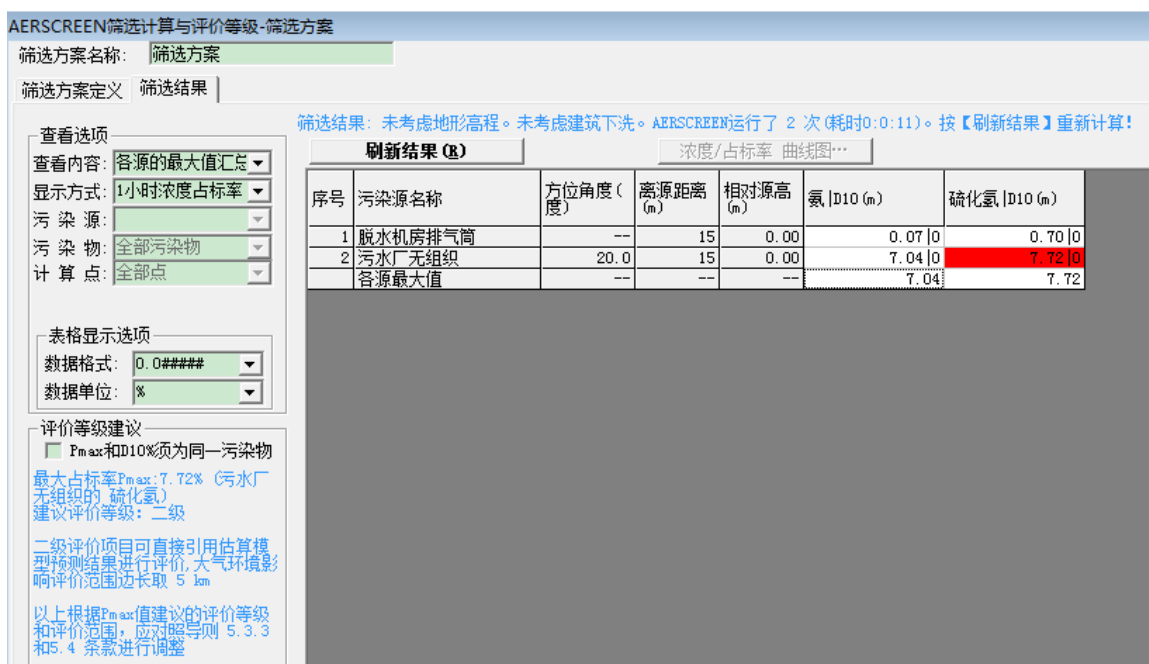 AERSCREEN筛选计算与评价等级-筛选方案
筛选方案名称: 筛选方案
筛选方案定义 筛选结果
筛选结果: 未考虑地形高程。未考虑建筑下洗。AERSCREEN运行了 2 次(耗时0:0:11)。按【刷新结果】重新计算!
查看选项
查看内容: 各源的最大值汇总
显示方式: 1小时浓度占标率
污 染 源:
污 染 物: 全部污染物
计 算 点: 全部点
刷新结果(R) 浓度/占标率 曲线图…
序号 污染源名称 方位角度(度) 离源距离(m) 相对源高(m) 氨|D10(m) 硫化氢|D10(m)
1 脱水机房排气筒 -- 15 0.00 0.07|0 0.70|0
2 污水厂无组织 20.0 15 0.00 7.04|0 7.72|0
各源最大值 -- -- -- 7.04 7.72
表格显示选项
数据格式: 0.0#####
数据单位: %
评价等级建议
Pmax和D10%须为同一污染物
最大占标率Pmax:7.72% (污水厂
无组织的 硫化氢)
建议评价等级: 二级
二级评价项目可直接引用估算模
型预测结果进行评价,大气环境影
响评价范围边长取 5 km
以上根据Pmax值建议的评价等级
和评价范围,应对照导则 5.3.3
和5.4 条款进行调整